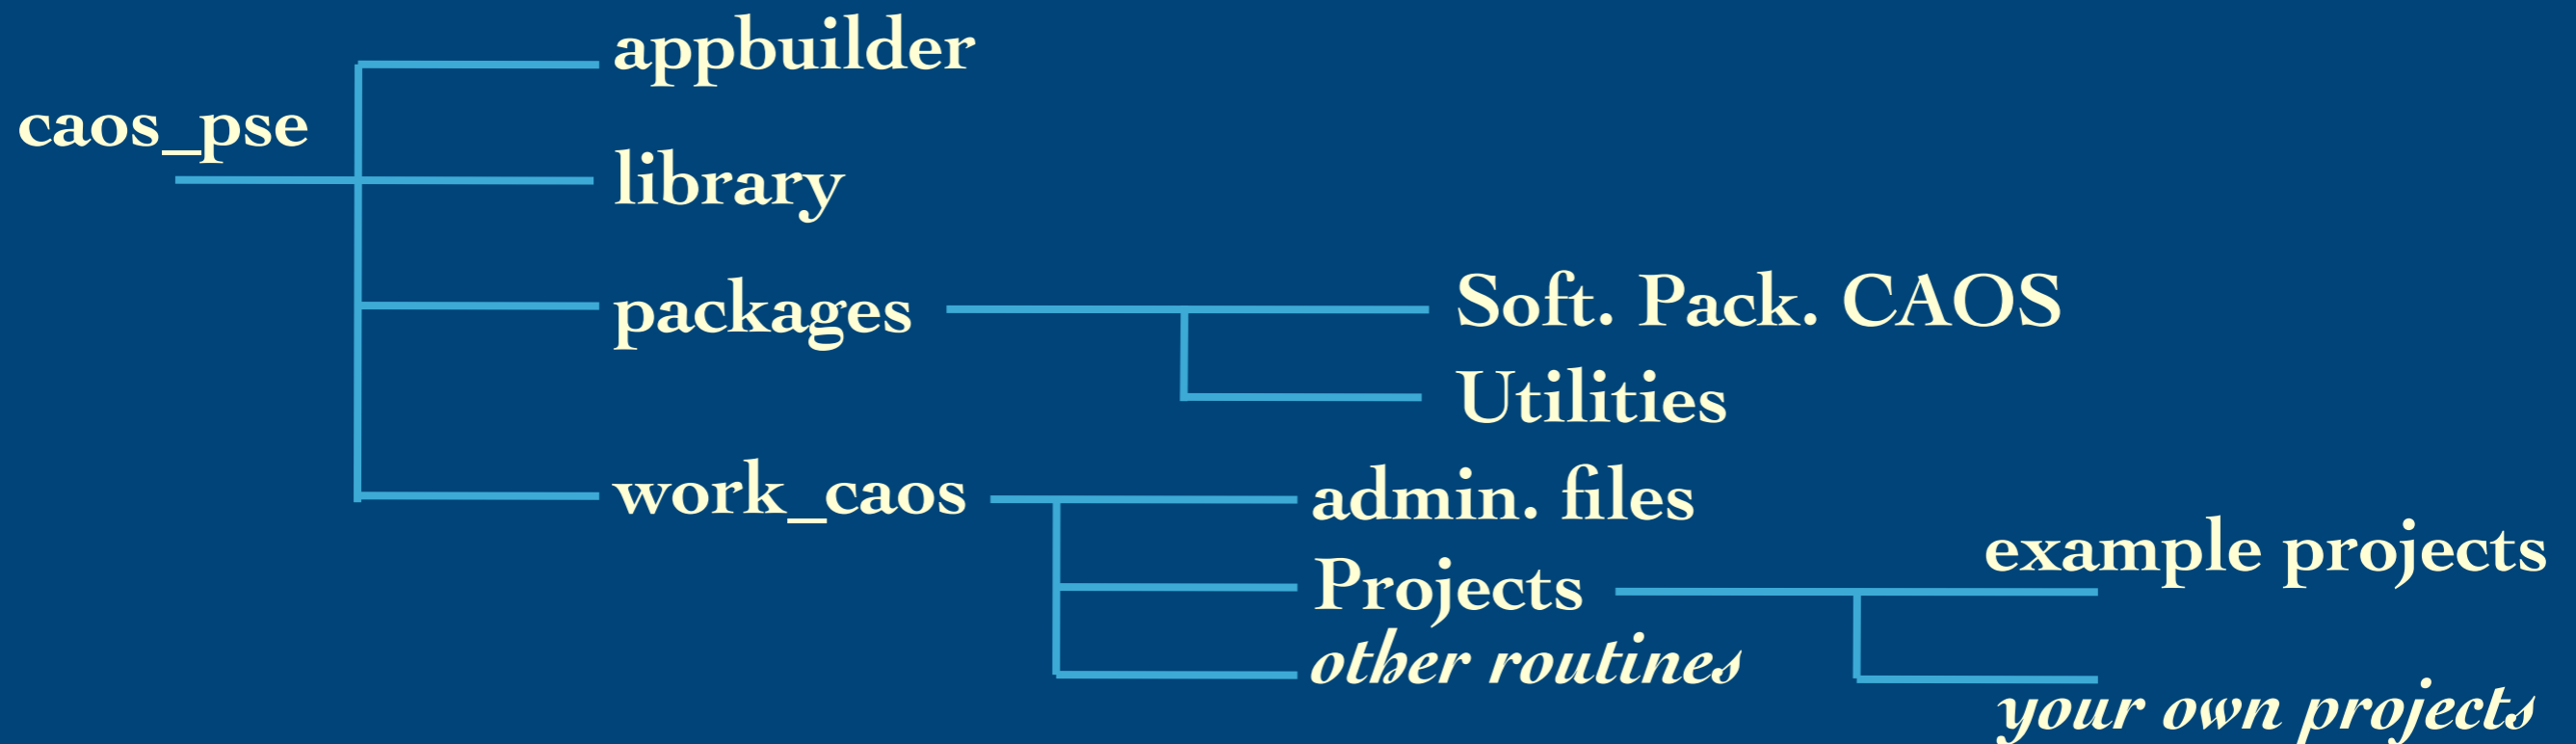 appbuilder
caos_pse
library
packages
Soft. Pack. CAOS
Utilities
work_caos
admin. files
example projects
Projects
other routines
your own projects